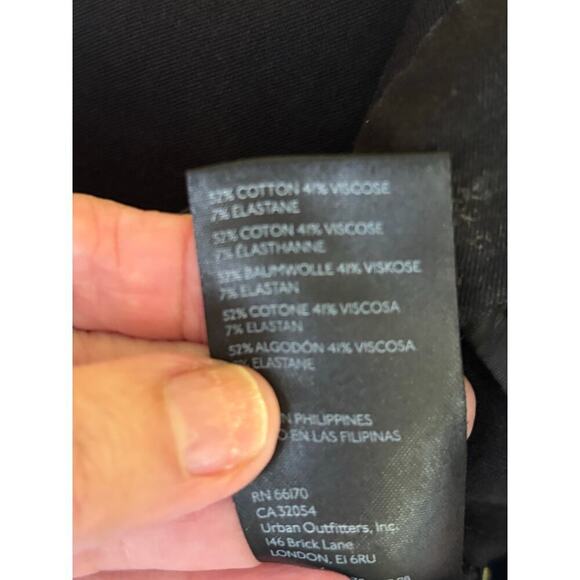 52% COTTON 41% VISCOSE
7% ELASTANE
52% COTON 41% VISCOSE
7% ÉLASTHANNE
52% BAUMWOLLE 41% VISKOSE
7% ELASTAN
52% COTONE 41% VISCOSA
7% ELASTAN
52% ALGODÓN 41% VISCOSA
ELASTANE
PHILIPPINES
EN LAS FILIPINAS
RN 66170
CA 32054
Urban Outfitters, Inc.
146 Brick Lane
LONDON, E1 6RU